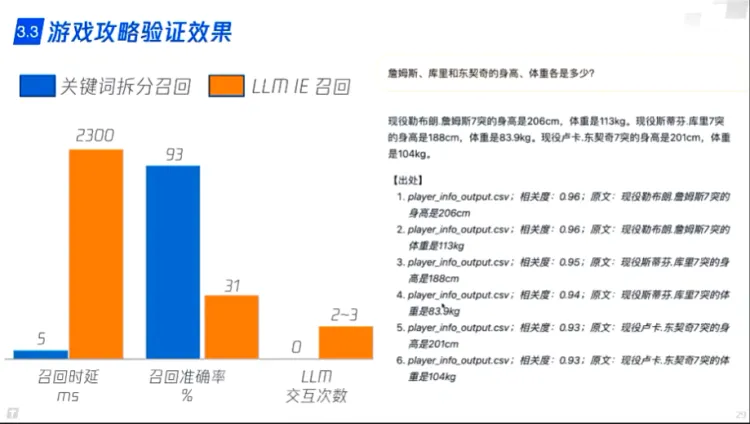 3.3 游戏攻略验证效果
关键词拆分召回 LLM IE 召回
2300
93
31
5
0
2~3
召回时延
ms
召回准确率
%
LLM
交互次数
詹姆斯、库里和东契奇的身高、体重各是多少?
现役勒布朗.詹姆斯7突的身高是206cm，体重是113kg。现役斯蒂芬.库里7突
的身高是188cm，体重是83.9kg。现役卢卡.东契奇7突的身高是201cm，体重
是104kg。
【出处】
1. player_info_output.csv；相关度：0.96；原文：现役勒布朗.詹姆斯7突的
身高是206cm
2. player_info_output.csv；相关度：0.96；原文：现役勒布朗.詹姆斯7突的
体重是113kg
3. player_info_output.csv；相关度：0.95；原文：现役斯蒂芬.库里7突的身
高是188cm
4. player_info_output.csv；相关度：0.94；原文：现役斯蒂芬.库里7突的体
重是83.9kg
5. player_info_output.csv；相关度：0.93；原文：现役卢卡.东契奇7突的身
高是201cm
6. player_info_output.csv；相关度：0.93；原文：现役卢卡.东契奇7突的体
重是104kg
29